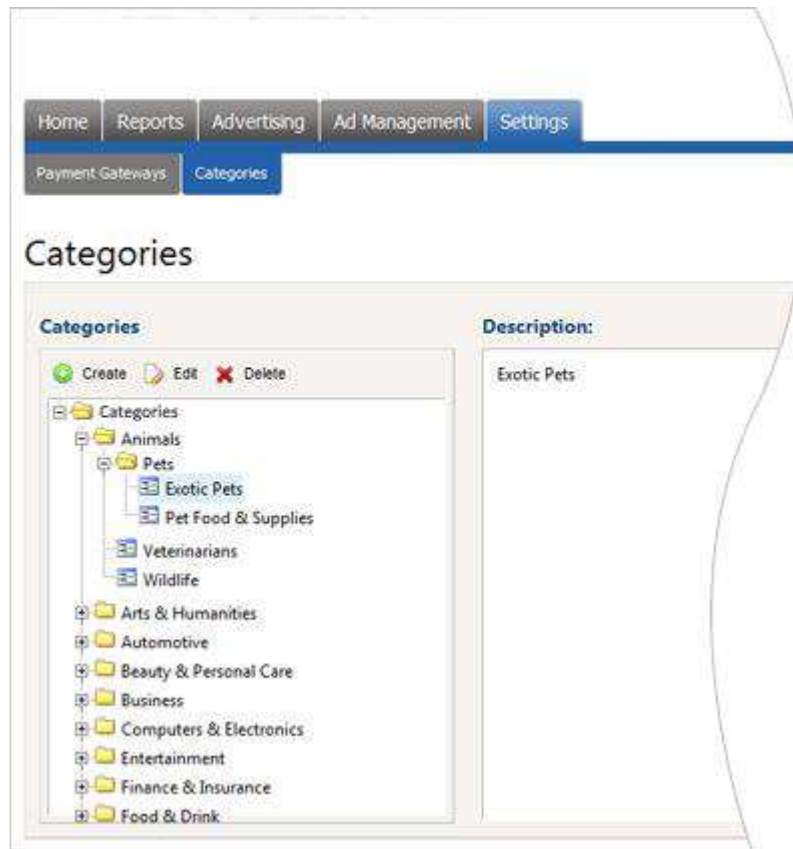 Home Reports Advertising Ad Management Settings
Payment Gateways Categories
Categories
Categories
Create Edit Delete
Categories
Animals
Pets
Exotic Pets
Pet Food & Supplies
Veterinarians
Wildlife
Arts & Humanities
Automotive
Beauty & Personal Care
Business
Computers & Electronics
Entertainment
Finance & Insurance
Food & Drink
Description:
Exotic Pets